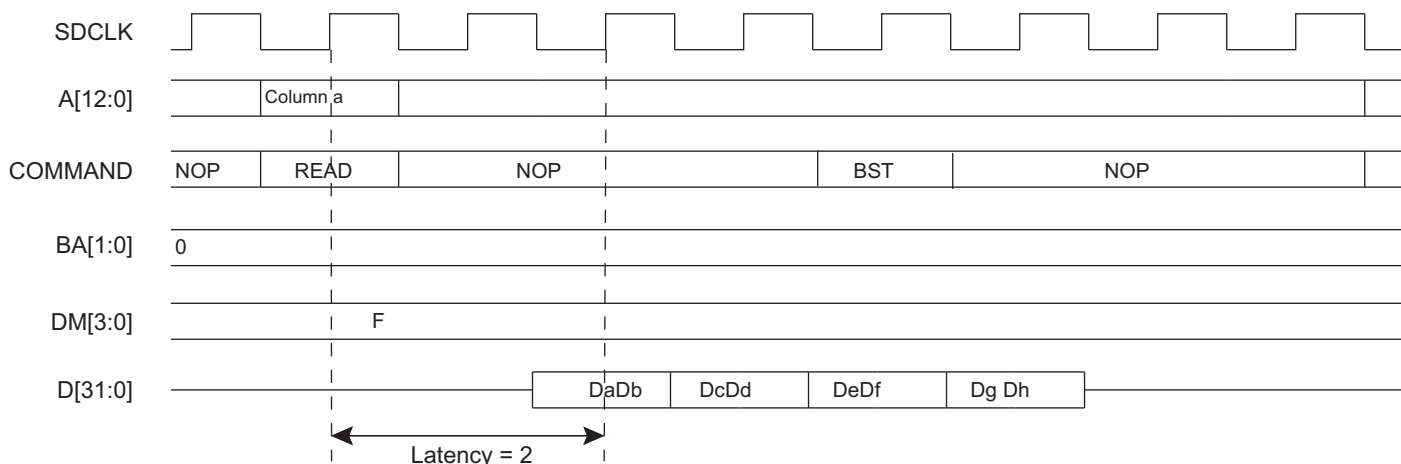 SDCLK
A[12:0] Column a
COMMAND NOP READ NOP BST NOP
BA[1:0] 0
DM[3:0] F
D[31:0] DaDb DcDd DeDf Dg Dh
Latency = 2